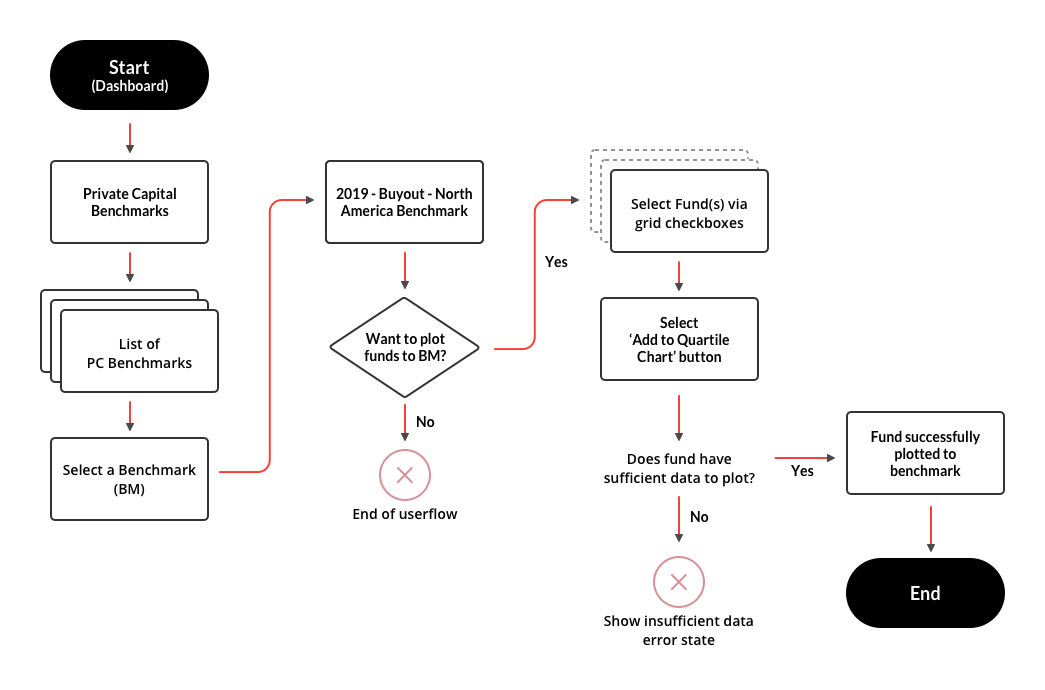 Start
(Dashboard)
Private Capital
Benchmarks
List of
PC Benchmarks
Select a Benchmark
(BM)
2019 - Buyout - North
America Benchmark
Want to plot
funds to BM?
No
End of userflow
Yes
Select Fund(s) via
grid checkboxes
Select
‘Add to Quartile
Chart’ button
Does fund have
sufficient data to plot?
No
Show insufficient data
error state
Yes
Fund successfully
plotted to
benchmark
End